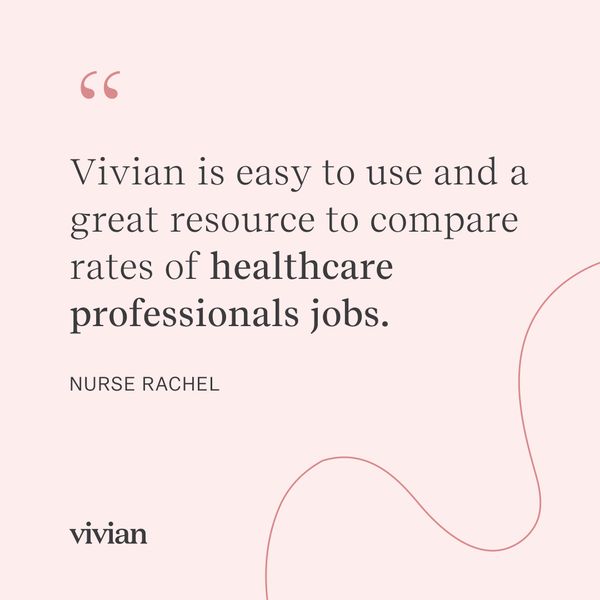 “
Vivian is easy to use and a
great resource to compare
rates of healthcare
professionals jobs.
NURSE RACHEL
vivian